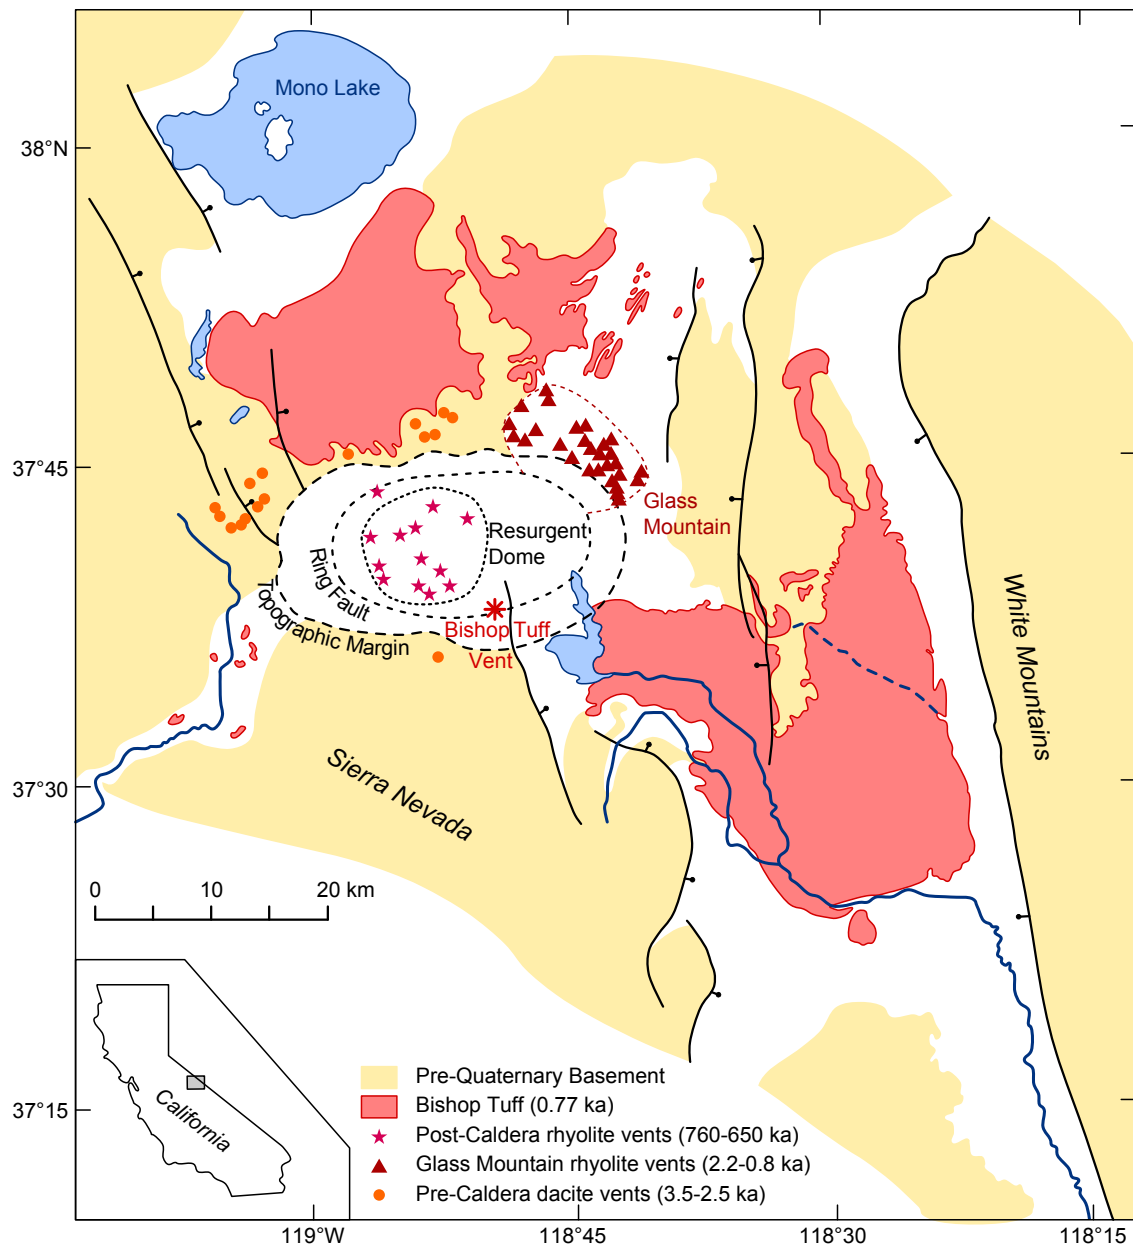 Mono Lake
38°N
37°45
Glass
Mountain
Resurgent
Dome
Ring Fault
Topographic Margin
Bishop Tuff
Vent
White Mountains
Sierra Nevada
37°30
0 10 20 km
California
Pre-Quaternary Basement
Bishop Tuff (0.77 ka)
Post-Caldera rhyolite vents (760-650 ka)
Glass Mountain rhyolite vents (2.2-0.8 ka)
Pre-Caldera dacite vents (3.5-2.5 ka)
37°15
119°W 118°45 118°30 118°15